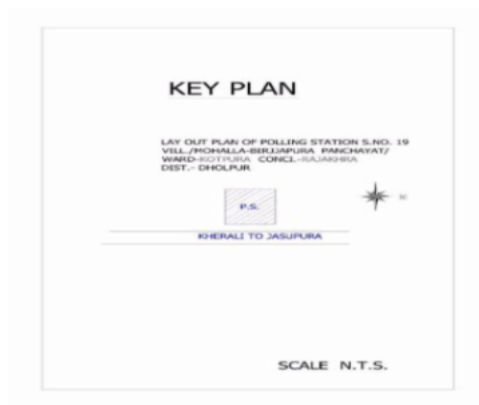 KEY PLAN
LAY OUT PLAN OF POLLING STATION S.NO. 19
VILL./MOHALLA-BIRJAPURA PANCHAYAT/
WARD-KOTPURA CONCI.-RAJAKHRA
DIST.- DHOLPUR
P.S.
KHERALI TO JASUPURA
SCALE N.T.S.